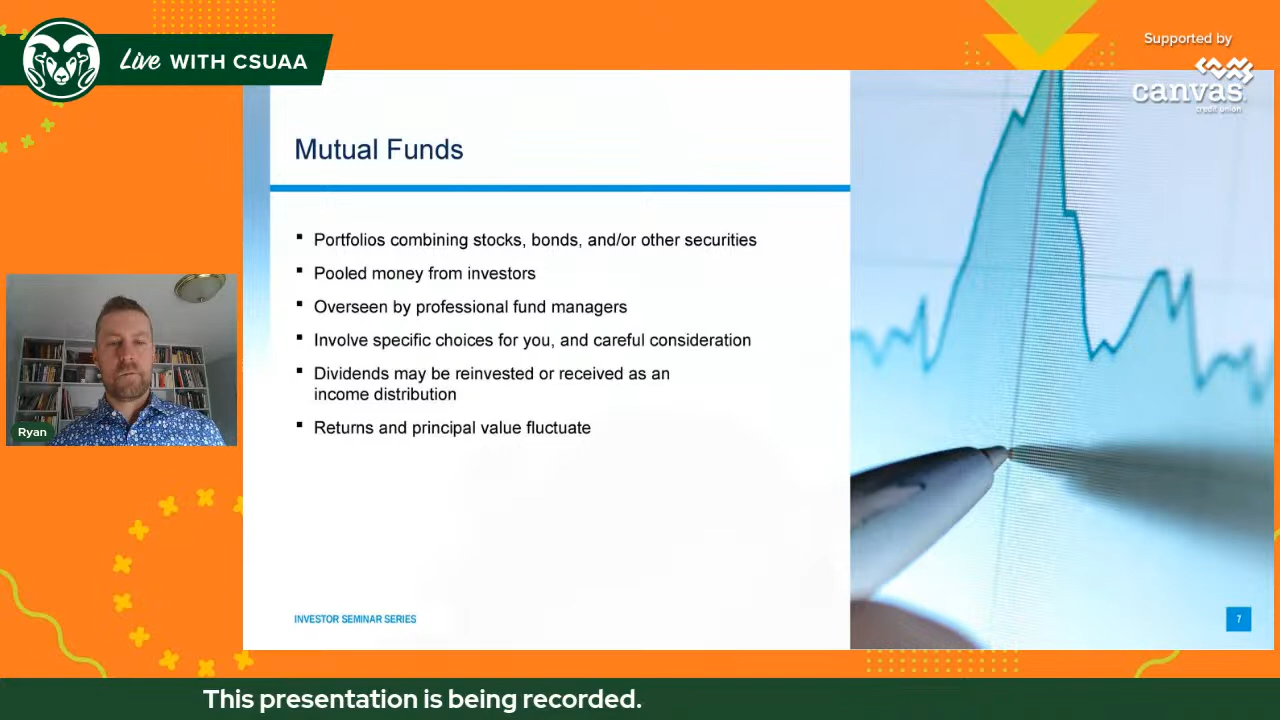 Live WITH CSUAA
Supported by
canvas
credit union
Mutual Funds
Portfolios combining stocks, bonds, and/or other securities
Pooled money from investors
Overseen by professional fund managers
Involve specific choices for you, and careful consideration
Dividends may be reinvested or received as an
income distribution
Returns and principal value fluctuate
Ryan
INVESTOR SEMINAR SERIES
7
This presentation is being recorded.